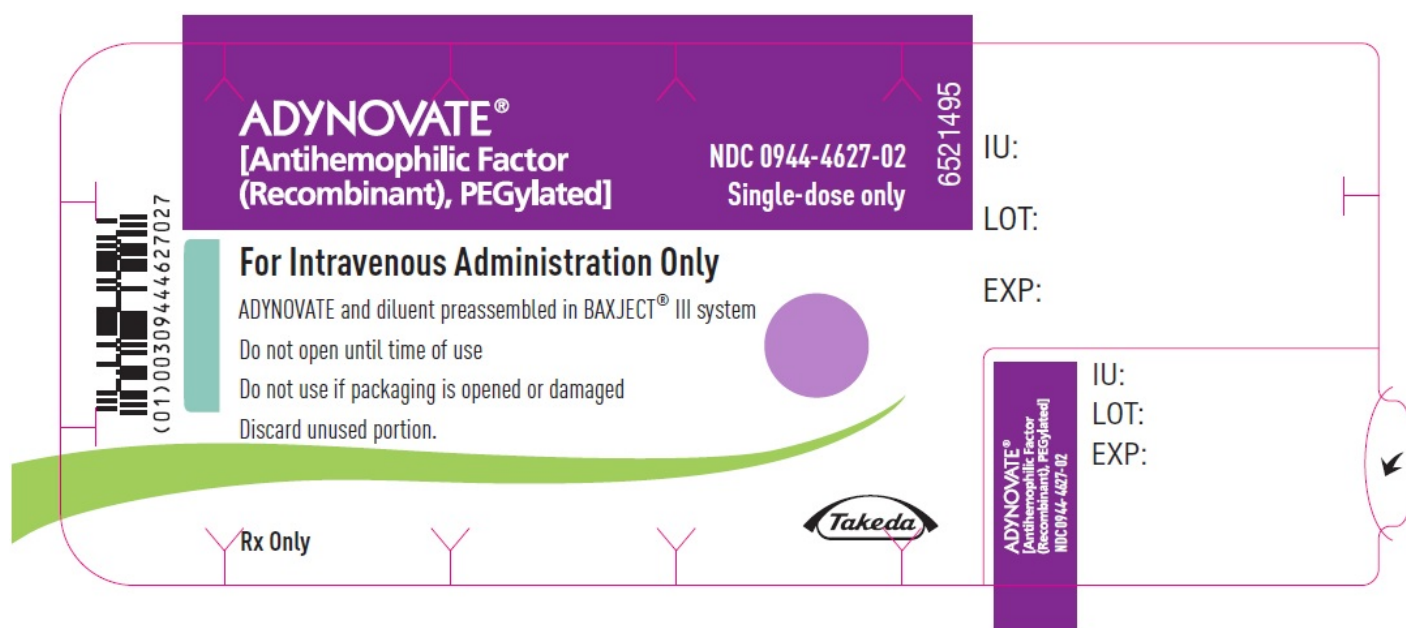 ADYNOVATE®
[Antihemophilic Factor
(Recombinant), PEGylated]
NDC 0944-4627-02
Single-dose only
6521495
IU:
LOT:
EXP:
(01)00309444627027
For Intravenous Administration Only
ADYNOVATE and diluent preassembled in BAXJECT® III system
Do not open until time of use
Do not use if packaging is opened or damaged
Discard unused portion.
Rx Only
Takeda
ADYNOVATE®
[Antihemophilic Factor
(Recombinant), PEGylated]
NDC 0944-4627-02
IU:
LOT:
EXP: